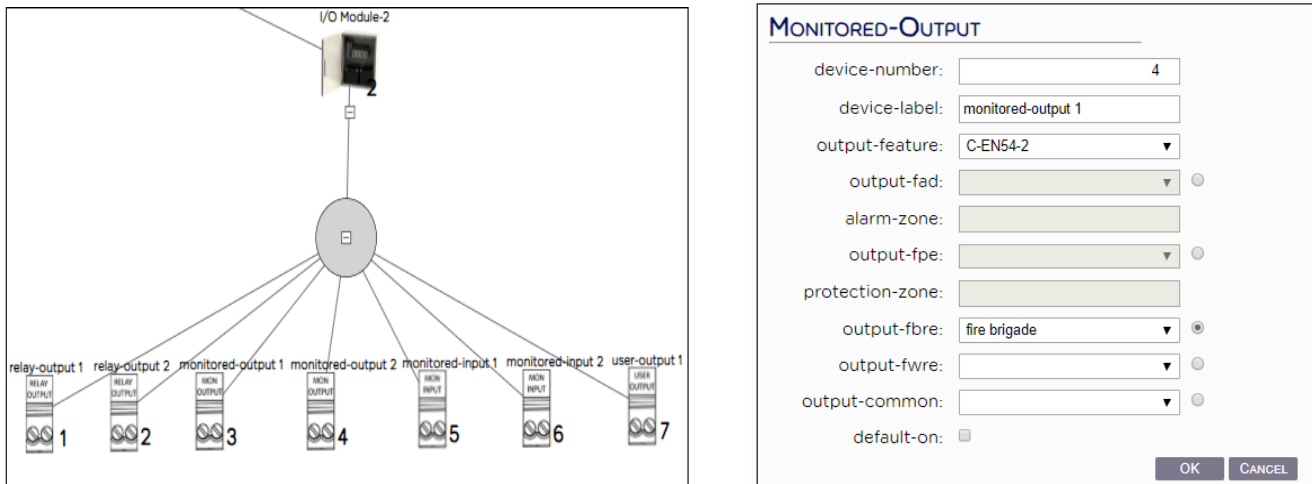 I/O Module-2
2
relay-output 1 relay-output 2 monitored-output 1 monitored-output 2 monitored-input 1 monitored-input 2 user-output 1
RELAY OUTPUT RELAY OUTPUT MON OUTPUT MON OUTPUT MON INPUT MON INPUT USER OUTPUT
1 2 3 4 5 6 7
MONITORED-OUTPUT
device-number: 4
device-label: monitored-output 1
output-feature: C-EN54-2
output-fad:
alarm-zone:
output-fpe:
protection-zone:
output-fbre: fire brigade
output-fwre:
output-common:
default-on:
OK CANCEL